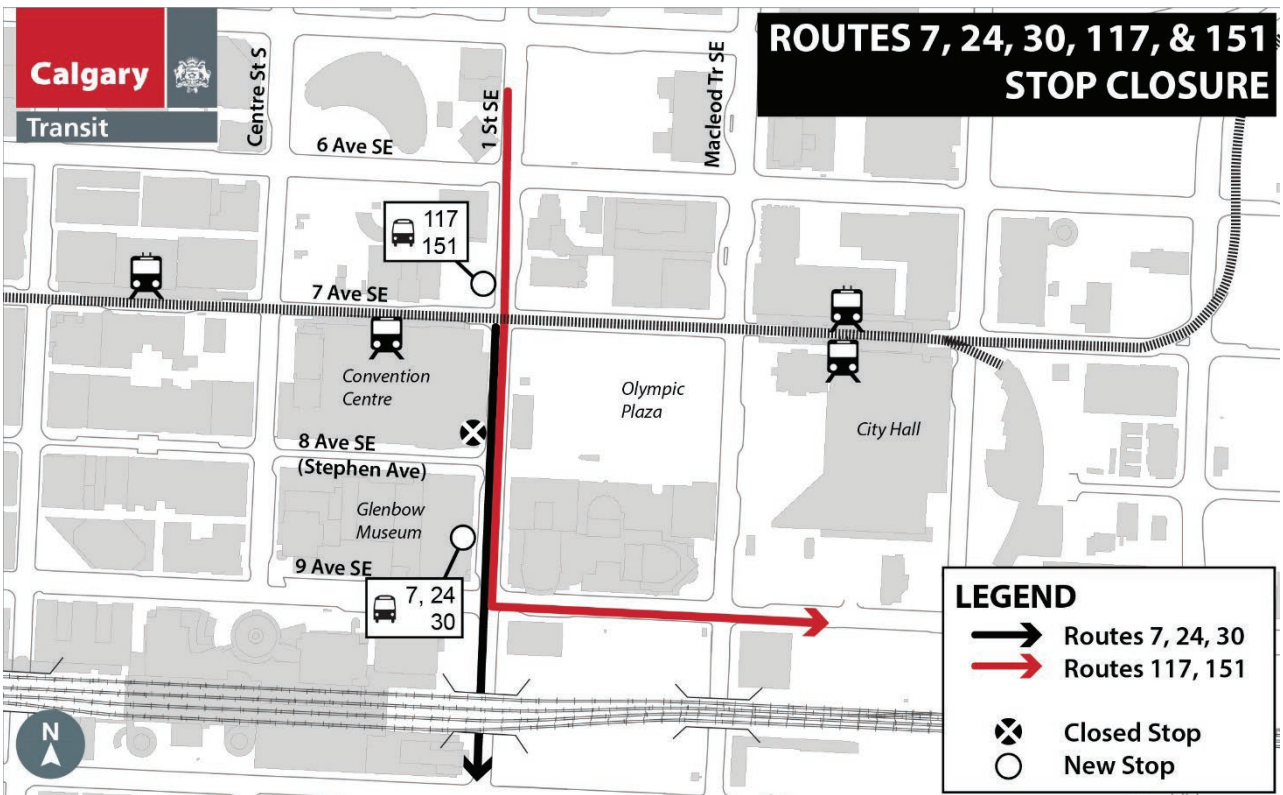 Calgary
Transit
ROUTES 7, 24, 30, 117, & 151
STOP CLOSURE
Centre St S
1 St SE
Macleod Tr SE
6 Ave SE
117
151
7 Ave SE
Convention
Centre
Olympic
Plaza
City Hall
8 Ave SE
(Stephen Ave)
Glenbow
Museum
9 Ave SE
7, 24
30
LEGEND
Routes 7, 24, 30
Routes 117, 151
Closed Stop
New Stop
N